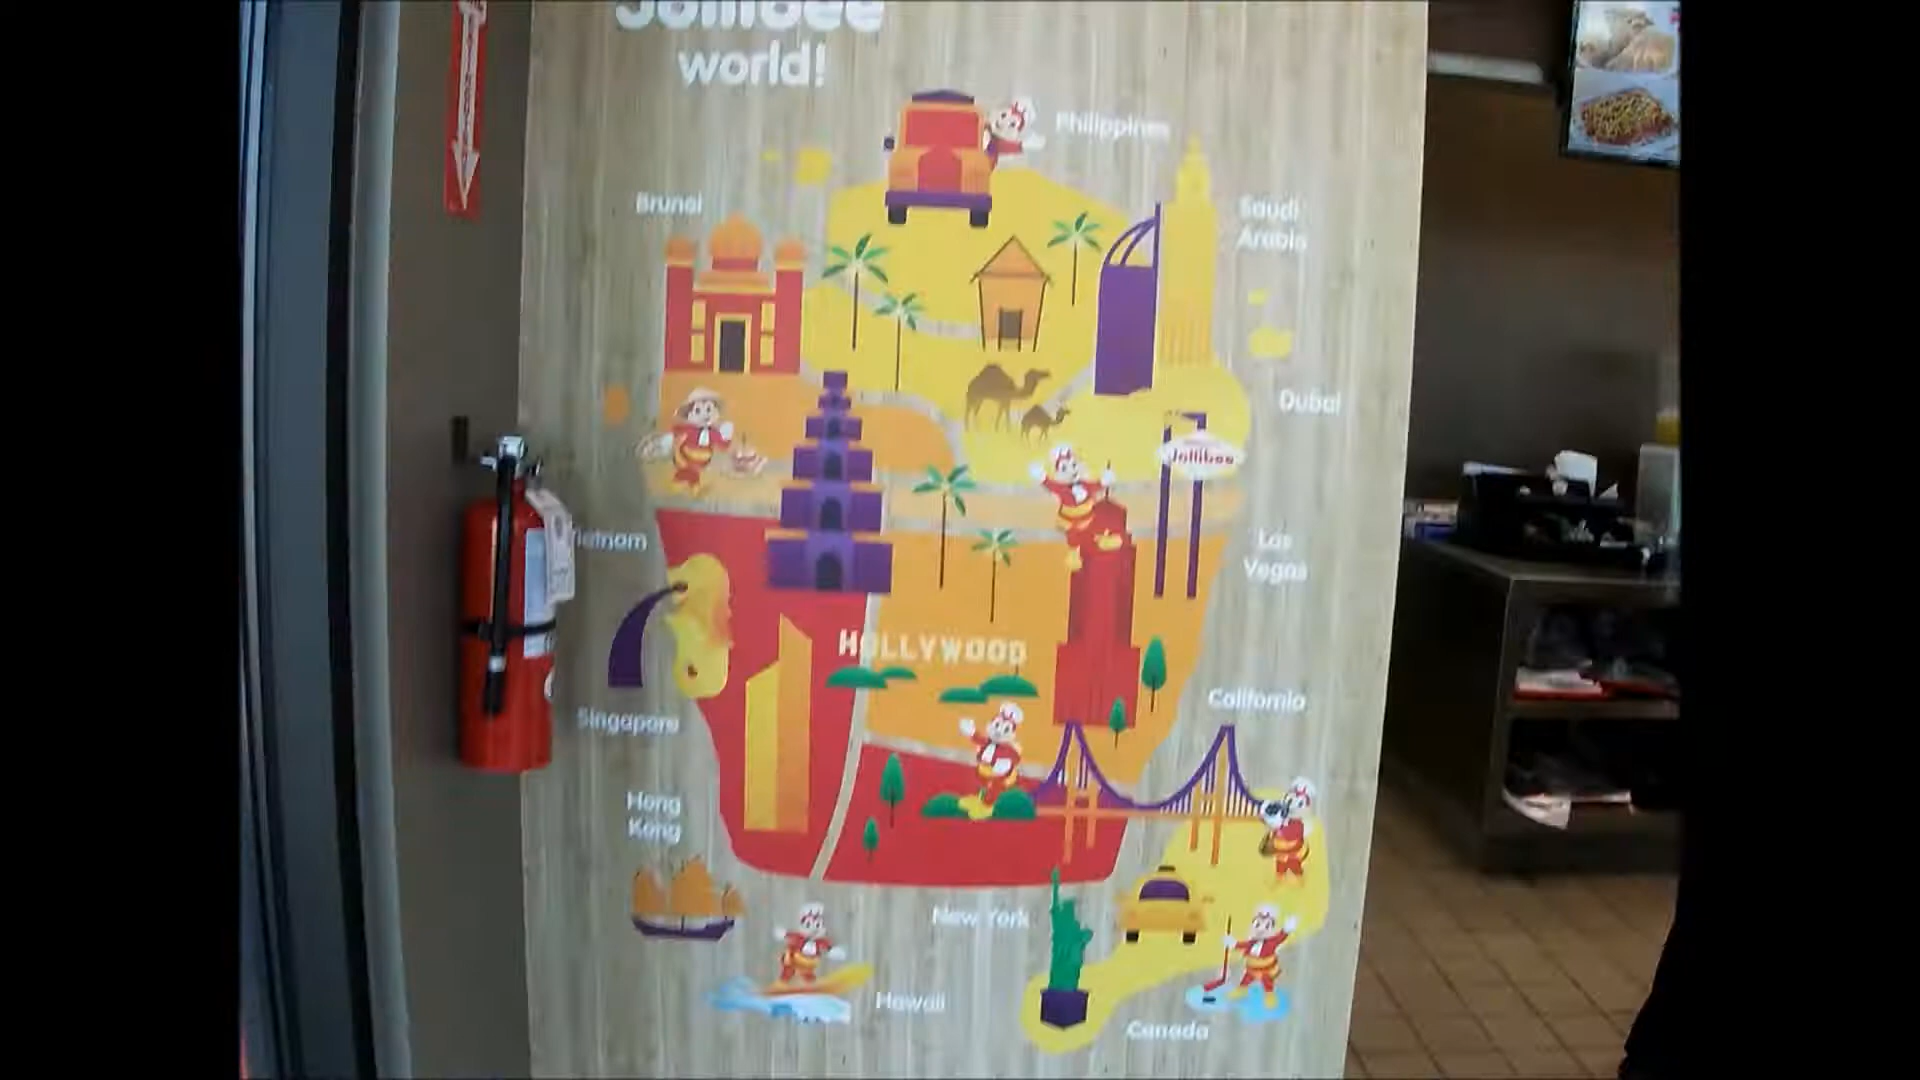 Jollibee
world!
Philippines
Brunei
Saudi
Arabia
Dubai
Jollibee
Vietnam
Las
Vegas
HOLLYWOOD
California
Singapore
Hong
Kong
New York
Hawaii
Canada